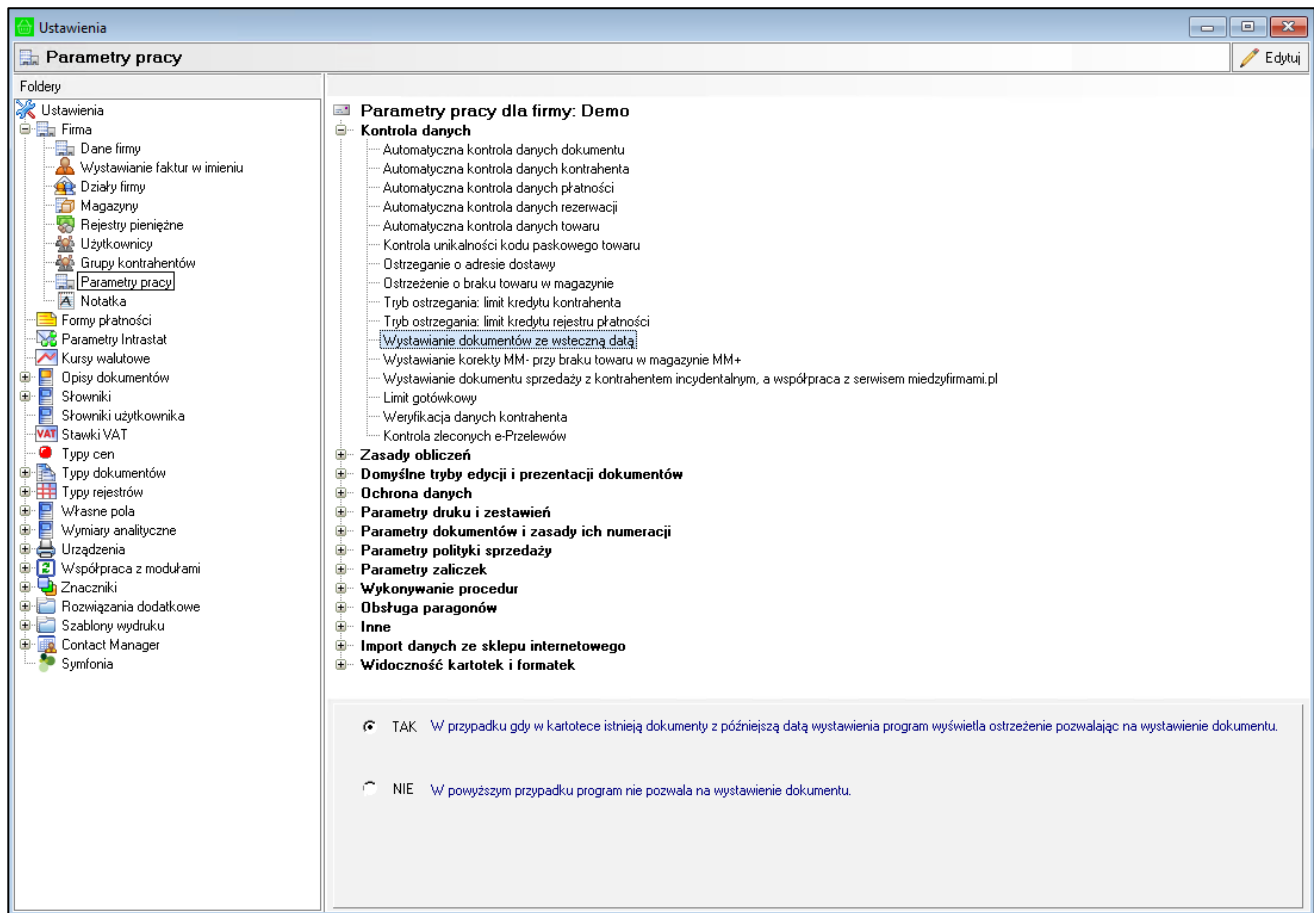 Ustawienia
Parametry pracy
Edytuj
Foldery
Ustawienia
Firma
Dane firmy
Wystawianie faktur w imieniu
Działy firmy
Magazyny
Rejestry pieniężne
Użytkownicy
Grupy kontrahentów
Parametry pracy
Notatka
Formy płatności
Parametry Intrastat
Kursy walutowe
Opisy dokumentów
Słowniki
Słowniki użytkownika
VAT Stawki VAT
Typy cen
Typy dokumentów
Typy rejestrów
Własne pola
Wymiary analityczne
Urządzenia
Współpraca z modułami
Znaczniki
Rozwiązania dodatkowe
Szablony wydruku
Contact Manager
Symfonia
Parametry pracy dla firmy: Demo
Kontrola danych
Automatyczna kontrola danych dokumentu
Automatyczna kontrola danych kontrahenta
Automatyczna kontrola danych płatności
Automatyczna kontrola danych rezerwacji
Automatyczna kontrola danych towaru
Kontrola unikalności kodu paskowego towaru
Ostrzeganie o adresie dostawy
Ostrzeżenie o braku towaru w magazynie
Tryb ostrzegania: limit kredytu kontrahenta
Tryb ostrzegania: limit kredytu rejestru płatności
Wystawianie dokumentów ze wsteczną datą
Wystawianie korekty MM- przy braku towaru w magazynie MM+
Wystawianie dokumentu sprzedaży z kontrahentem incydentalnym, a współpraca z serwisem miedzyfirmami.pl
Limit gotówkowy
Weryfikacja danych kontrahenta
Kontrola zleconych e-Przelewów
Zasady obliczeń
Domyślne tryby edycji i prezentacji dokumentów
Ochrona danych
Parametry druku i zestawień
Parametry dokumentów i zasady ich numeracji
Parametry polityki sprzedaży
Parametry zaliczek
Wykonywanie procedur
Obsługa paragonów
Inne
Import danych ze sklepu internetowego
Widoczność kartotek i formatek
TAK W przypadku gdy w kartotece istnieją dokumenty z późniejszą datą wystawienia program wyświetla ostrzeżenie pozwalając na wystawienie dokumentu.
NIE W powyższym przypadku program nie pozwala na wystawienie dokumentu.